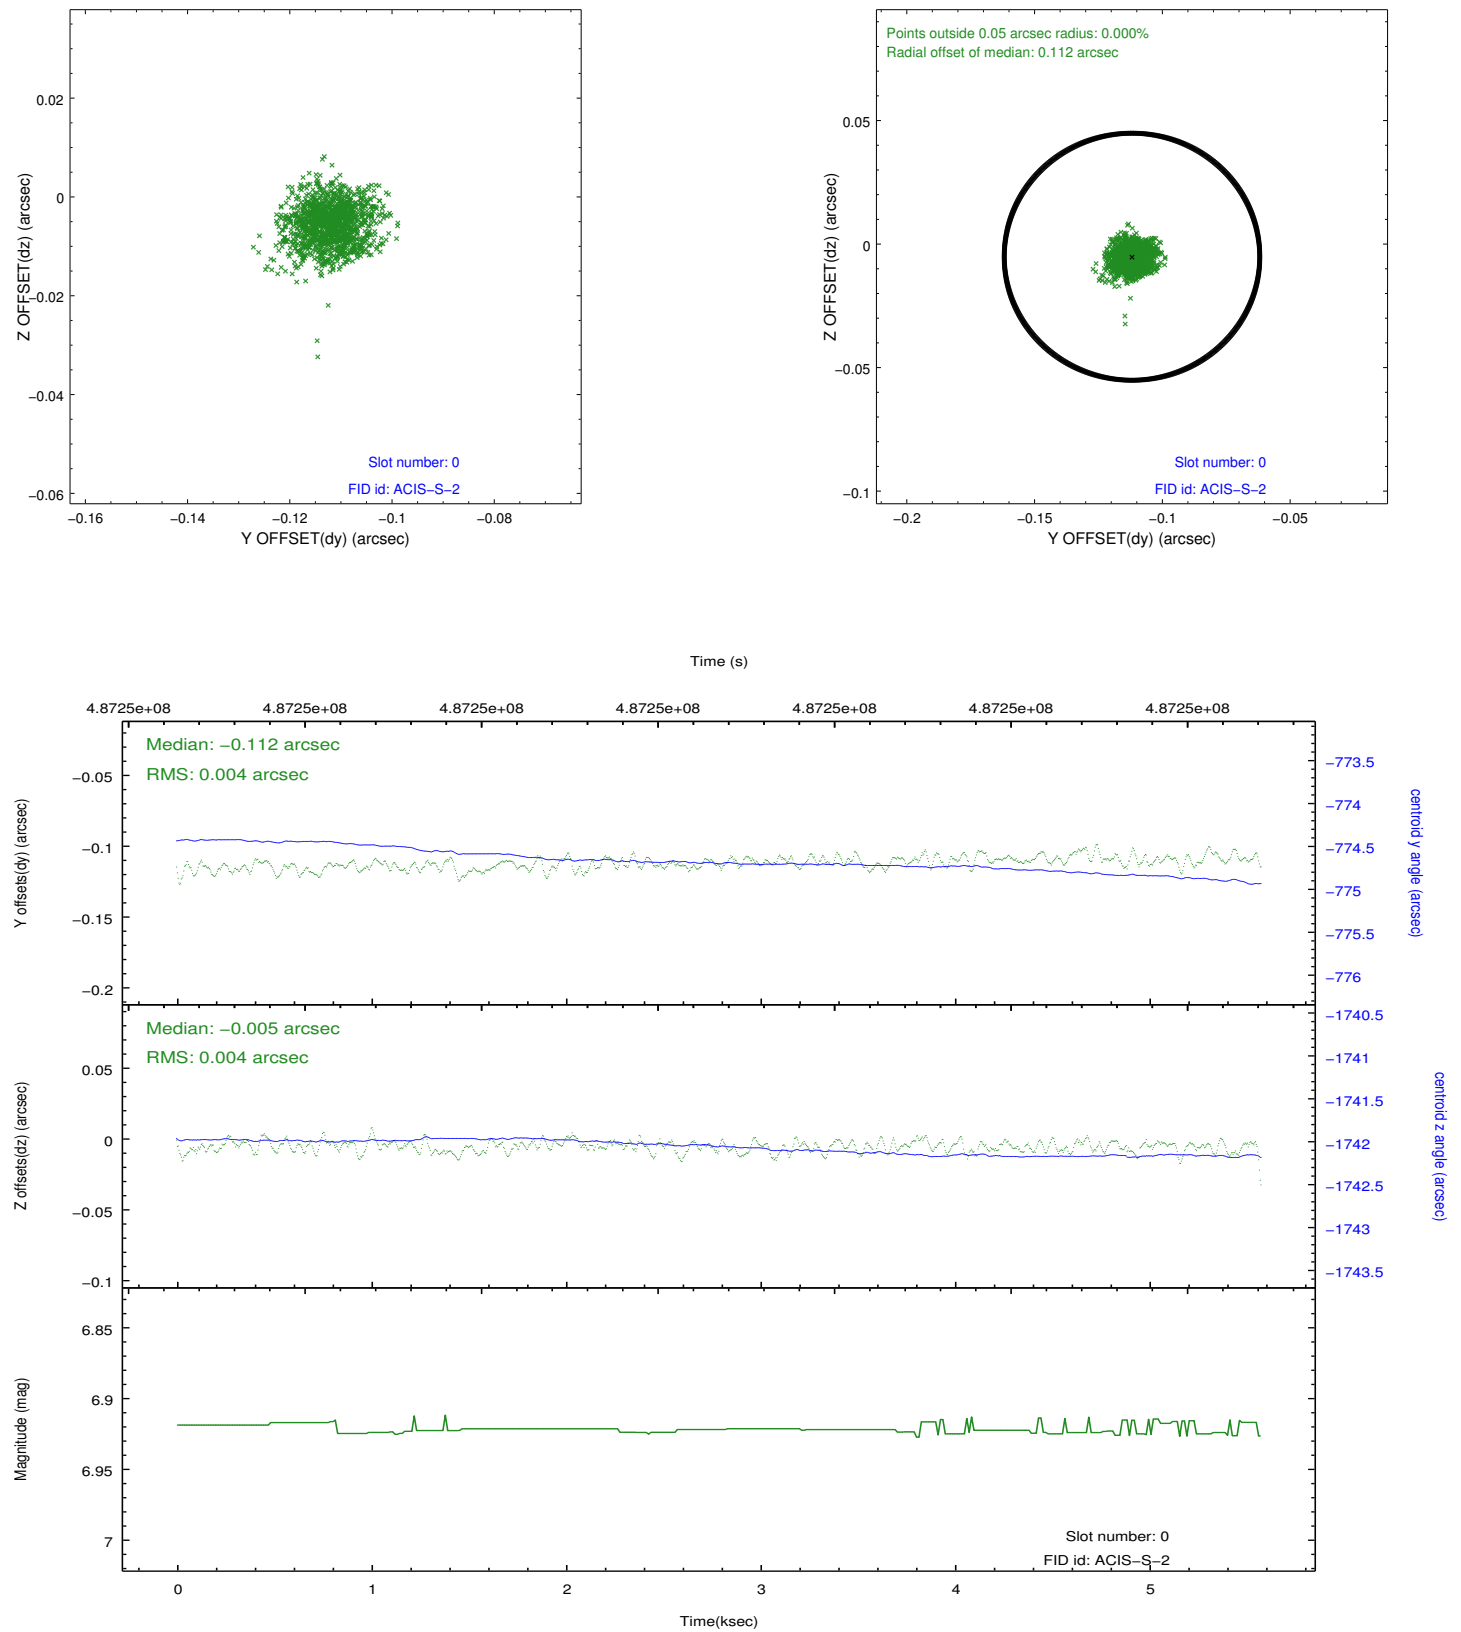 0.02
0
−0.02
−0.04
−0.06
Z OFFSET(dz) (arcsec)
Slot number: 0
FID id: ACIS−S−2
−0.16 −0.14 −0.12 −0.1 −0.08
Y OFFSET(dy) (arcsec)
Points outside 0.05 arcsec radius: 0.000%
Radial offset of median: 0.112 arcsec
0.05
0
−0.05
−0.1
Z OFFSET(dz) (arcsec)
Slot number: 0
FID id: ACIS−S−2
−0.2 −0.15 −0.1 −0.05
Y OFFSET(dy) (arcsec)
Time (s)
4.8725e+08 4.8725e+08 4.8725e+08 4.8725e+08 4.8725e+08 4.8725e+08 4.8725e+08
Median: −0.112 arcsec
RMS: 0.004 arcsec
−0.05
−0.1
−0.15
−0.2
Y offsets(dy) (arcsec)
−773.5
−774
−774.5
−775
−775.5
−776
centroid y angle (arcsec)
Median: −0.005 arcsec
RMS: 0.004 arcsec
0.05
0
−0.05
−0.1
Z offsets(dz) (arcsec)
−1740.5
−1741
−1741.5
−1742
−1742.5
−1743
−1743.5
centroid z angle (arcsec)
6.85
6.9
6.95
7
Magnitude (mag)
Slot number: 0
FID id: ACIS−S−2
0 1 2 3 4 5
Time(ksec)